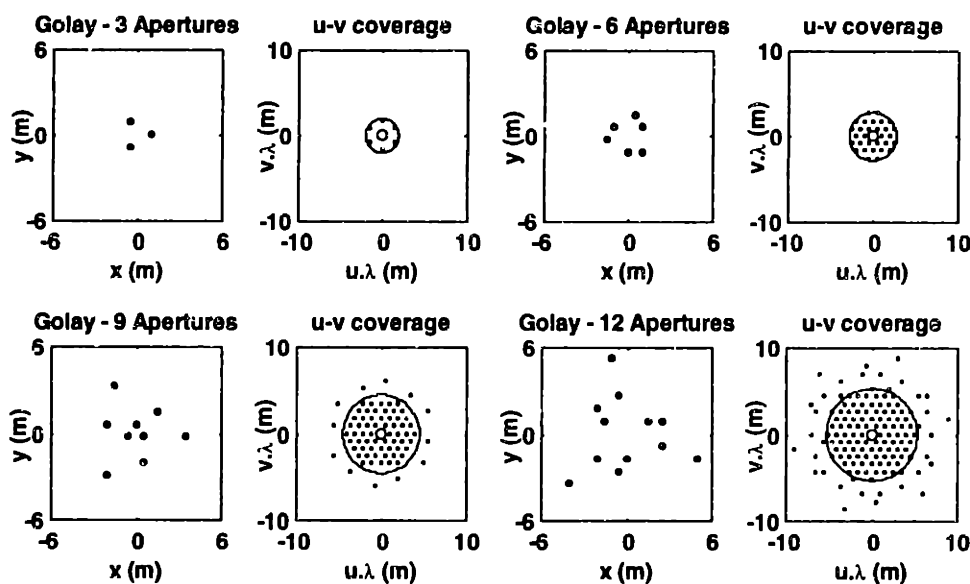 Golay - 3 Apertures
u-v coverage
Golay - 6 Apertures
u-v coverage
6
0
-6
y (m)
-6 0 6
x (m)
10
0
-10
v.λ (m)
-10 0 10
u.λ (m)
6
0
-6
y (m)
-6 0 6
x (m)
10
0
-10
v.λ (m)
-10 0 10
u.λ (m)
Golay - 9 Apertures
u-v coverage
Golay - 12 Apertures
u-v coverage
5
0
-6
y (m)
-6 0 6
x (m)
10
0
-10
v.λ (m)
-10 0 10
u.λ (m)
6
0
-6
y (m)
-6 0 6
x (m)
10
0
-10
v.λ (m)
-10 0 10
u.λ (m)